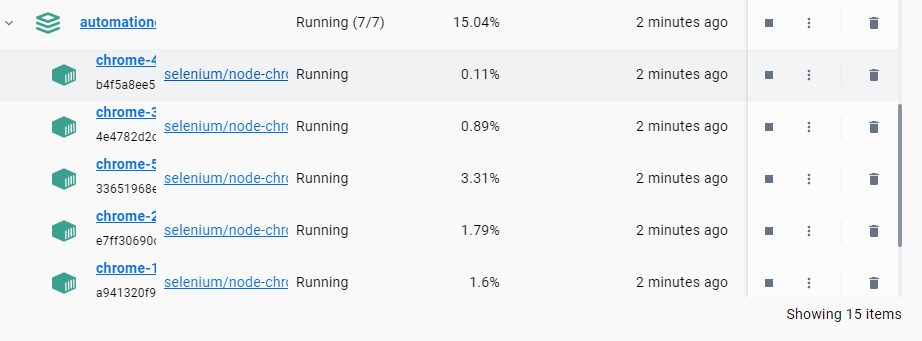 automation
Running (7/7)
15.04%
2 minutes ago
chrome-4
b4f5a8ee5
selenium/node-chr
Running
0.11%
2 minutes ago
chrome-3
4e4782d2c
selenium/node-chr
Running
0.89%
2 minutes ago
chrome-5
33651968e
selenium/node-chr
Running
3.31%
2 minutes ago
chrome-2
e7ff30690
selenium/node-chr
Running
1.79%
2 minutes ago
chrome-1
a941320f9
selenium/node-chr
Running
1.6%
2 minutes ago
Showing 15 items